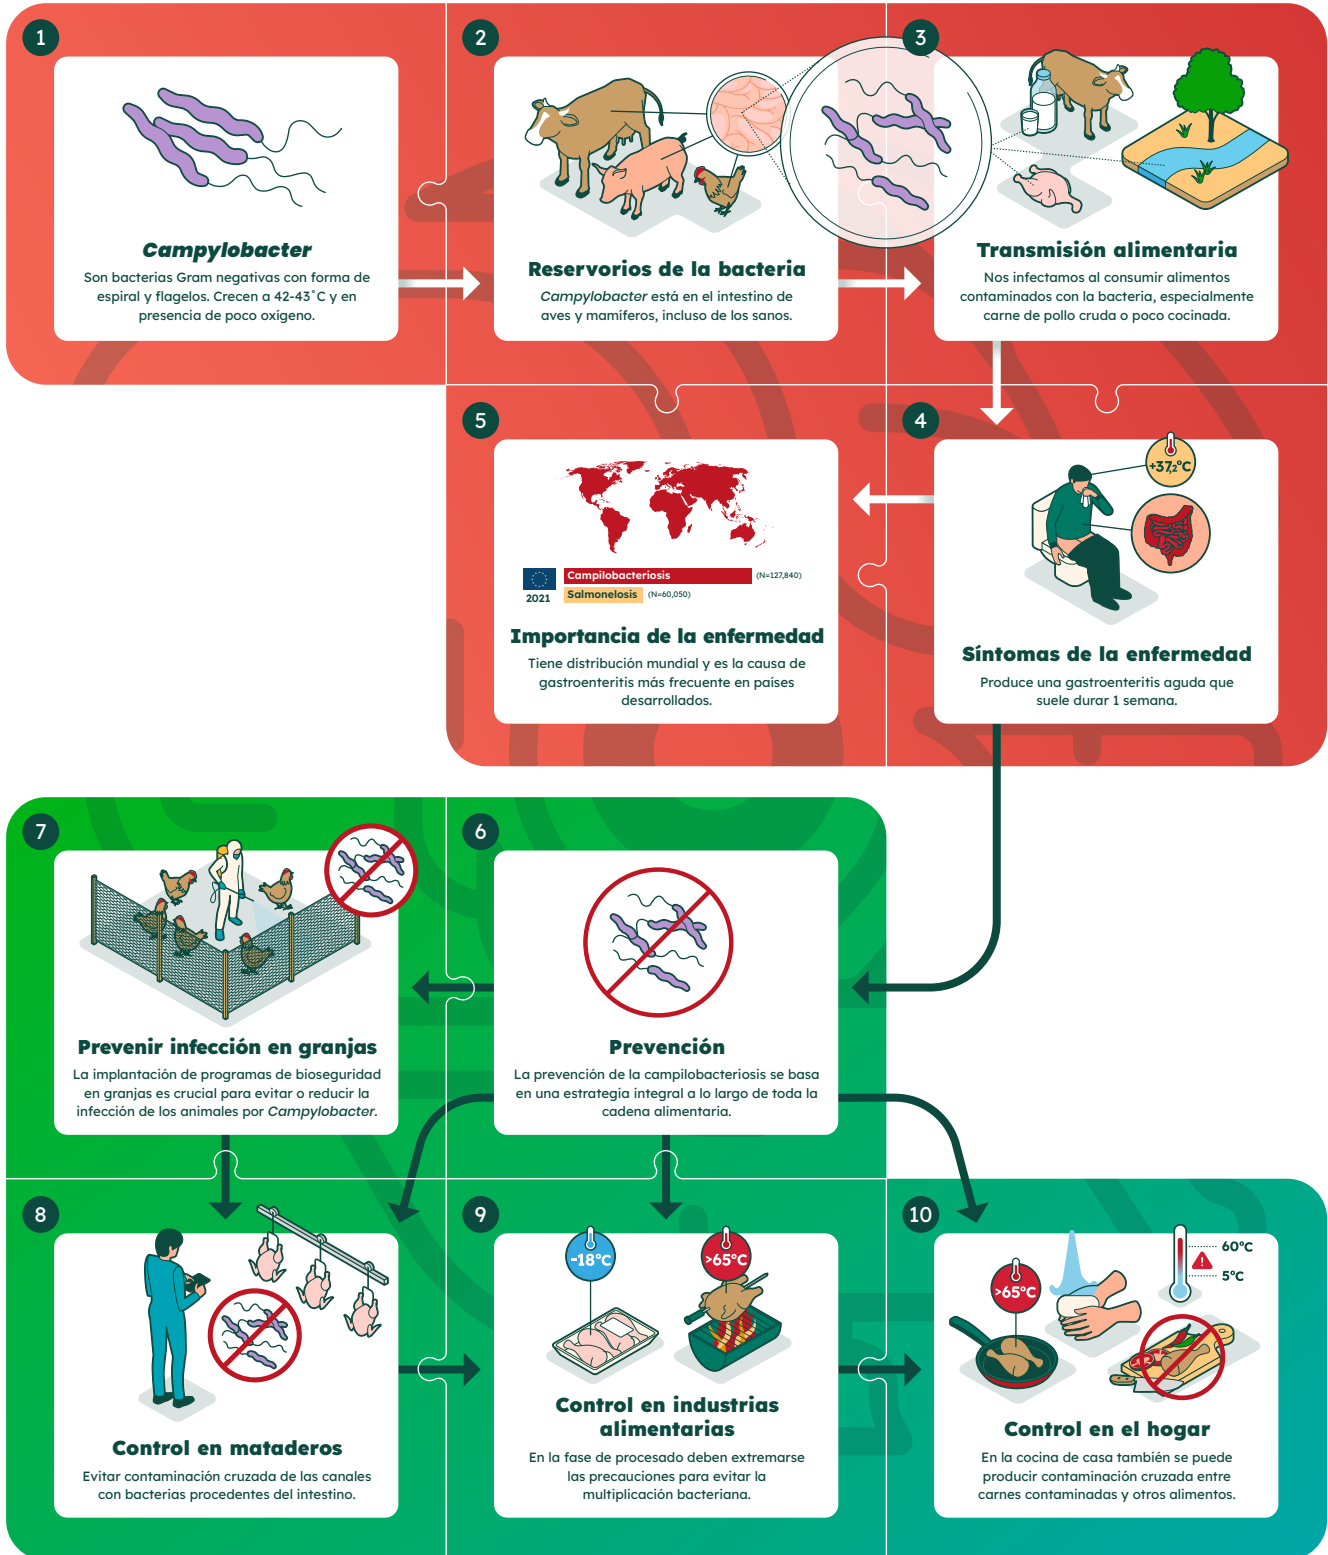 1
Campylobacter
Son bacterias Gram negativas con forma de
espiral y flagelos. Crecen a 42-43˚C y en
presencia de poco oxígeno.
2
Reservorios de la bacteria
Campylobacter está en el intestino de
aves y mamíferos, incluso de los sanos.
3
Transmisión alimentaria
Nos infectamos al consumir alimentos
contaminados con la bacteria, especialmente
carne de pollo cruda o poco cocinada.
4
+37,2ºC
Síntomas de la enfermedad
Produce una gastroenteritis aguda que
suele durar 1 semana.
5
Campilobacteriosis (N=127,840)
2021
Salmonelosis (N=60,050)
Importancia de la enfermedad
Tiene distribución mundial y es la causa de
gastroenteritis más frecuente en países
desarrollados.
6
Prevención
La prevención de la campilobacteriosis se basa
en una estrategia integral a lo largo de toda la
cadena alimentaria.
7
Prevenir infección en granjas
La implantación de programas de bioseguridad
en granjas es crucial para evitar o reducir la
infección de los animales por Campylobacter.
8
Control en mataderos
Evitar contaminación cruzada de las canales
con bacterias procedentes del intestino.
9
-18ºC
>65ºC
Control en industrias
alimentarias
En la fase de procesado deben extremarse
las precauciones para evitar la
multiplicación bacteriana.
10
>65ºC
60ºC
!
5ºC
Control en el hogar
En la cocina de casa también se puede
producir contaminación cruzada entre
carnes contaminadas y otros alimentos.